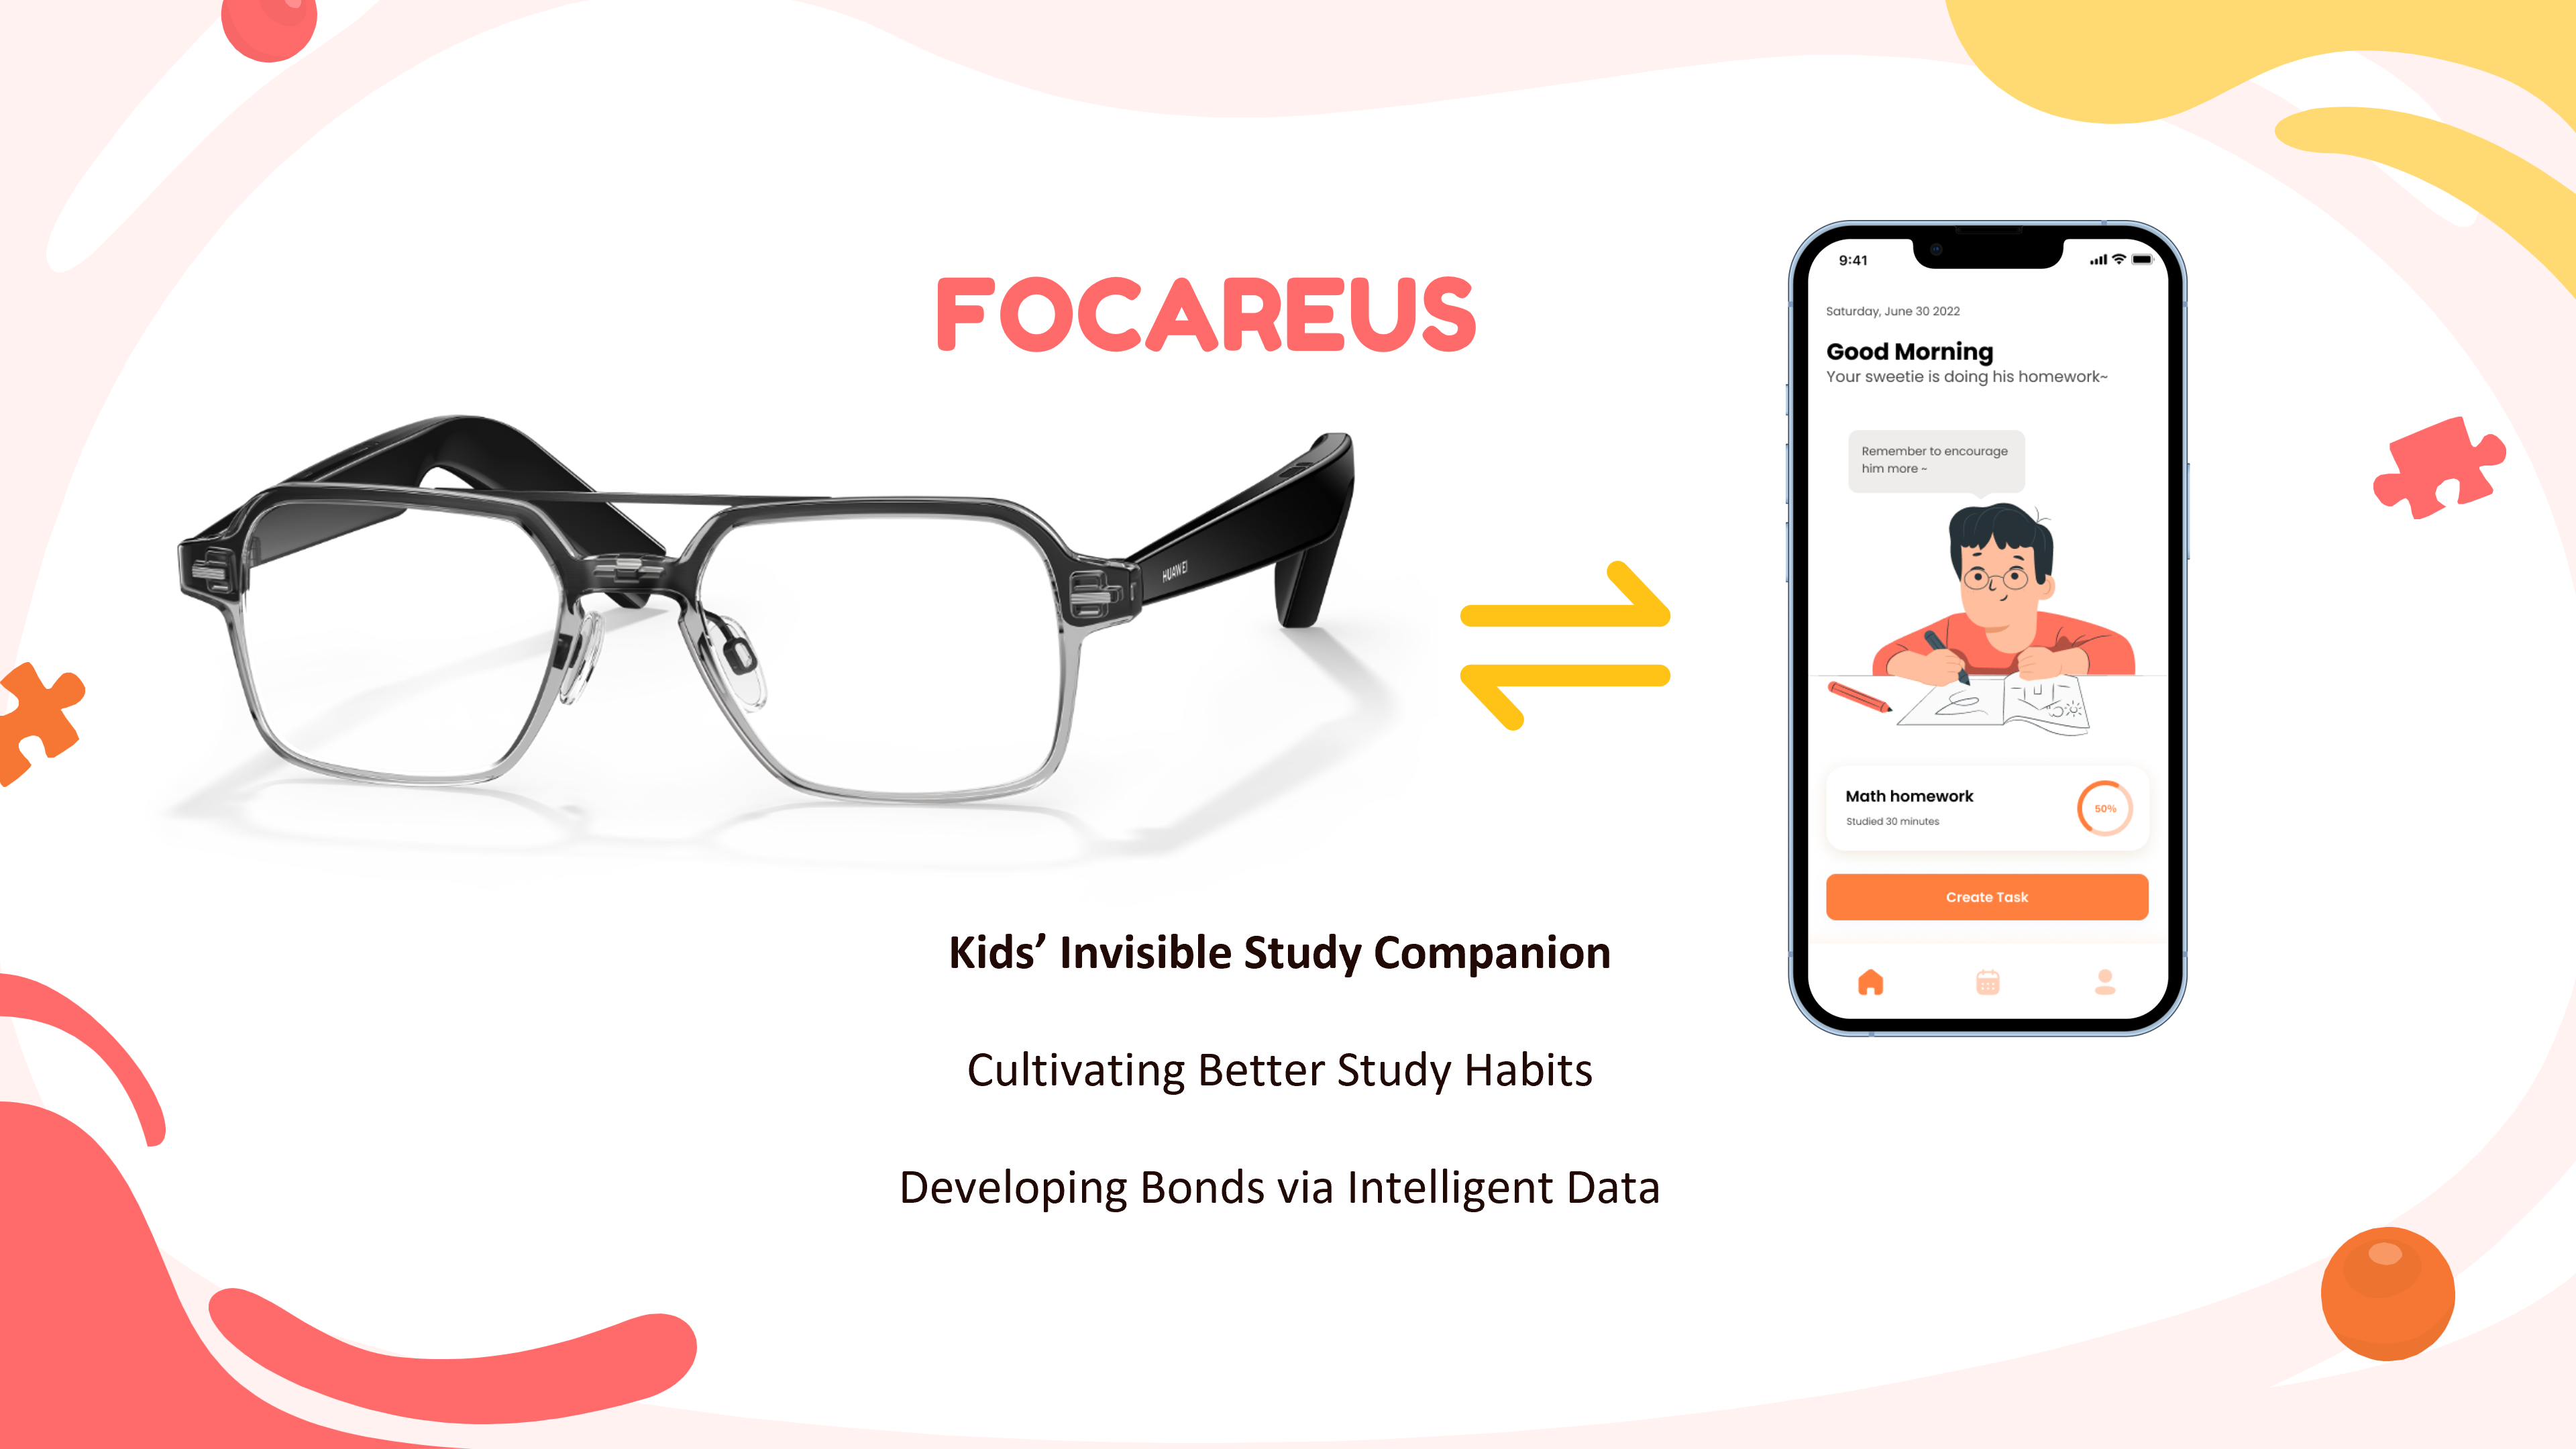 FOCAREUS
HUAWEI
Kids’ Invisible Study Companion
Cultivating Better Study Habits
Developing Bonds via Intelligent Data
9:41
Saturday, June 30 2022
Good Morning
Your sweetie is doing his homework~
Remember to encourage
him more ~
Math homework
Studied 30 minutes
50%
Create Task